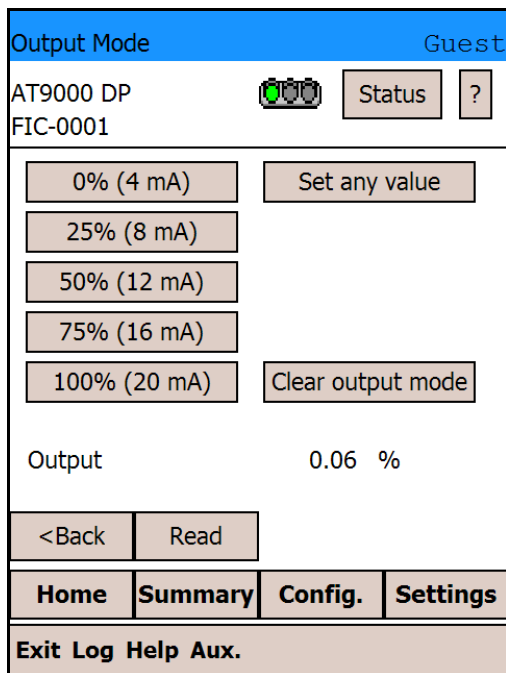 Output Mode Guest
AT9000 DP
Status ?
FIC-0001
0% (4 mA) Set any value
25% (8 mA)
50% (12 mA)
75% (16 mA)
100% (20 mA) Clear output mode
Output 0.06 %
<Back Read
Home Summary Config. Settings
Exit Log Help Aux.